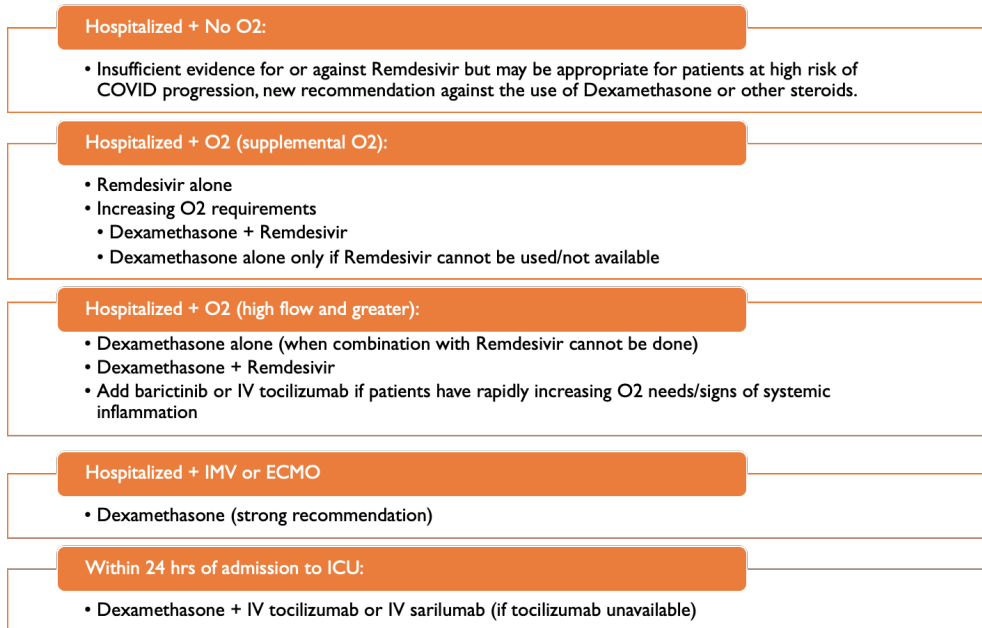 Hospitalized + No O2:
• Insufficient evidence for or against Remdesivir but may be appropriate for patients at high risk of
COVID progression, new recommendation against the use of Dexamethasone or other steroids.
Hospitalized + O2 (supplemental O2):
• Remdesivir alone
• Increasing O2 requirements
• Dexamethasone + Remdesivir
• Dexamethasone alone only if Remdesivir cannot be used/not available
Hospitalized + O2 (high flow and greater):
• Dexamethasone alone (when combination with Remdesivir cannot be done)
• Dexamethasone + Remdesivir
• Add barictinib or IV tocilizumab if patients have rapidly increasing O2 needs/signs of systemic
inflammation
Hospitalized + IMV or ECMO
• Dexamethasone (strong recommendation)
Within 24 hrs of admission to ICU:
• Dexamethasone + IV tocilizumab or IV sarilumab (if tocilizumab unavailable)